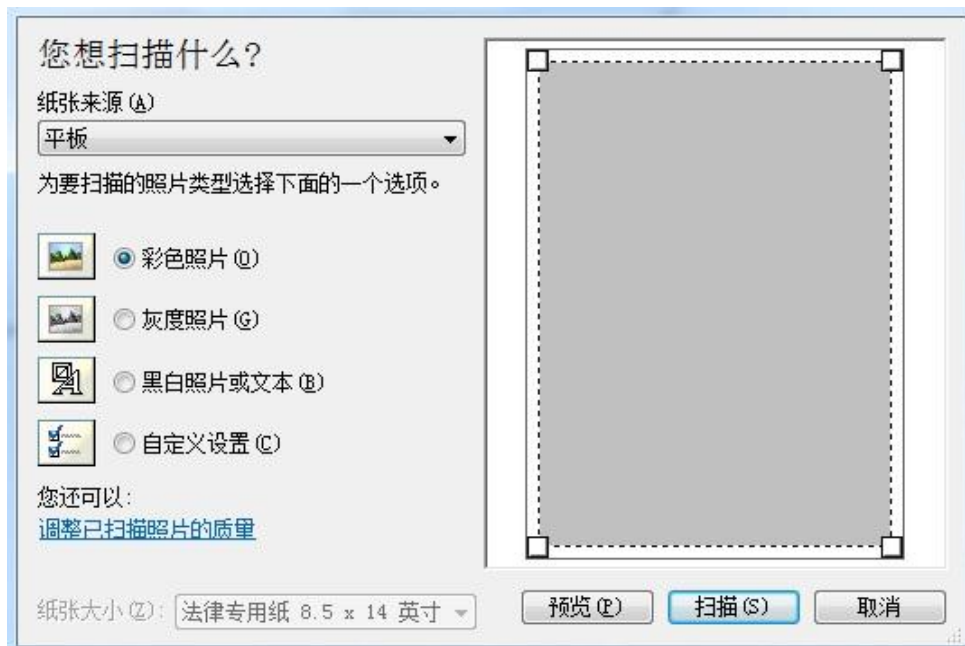 您想扫描什么?
纸张来源(A)
平板
为要扫描的照片类型选择下面的一个选项。
彩色照片(O)
灰度照片(G)
黑白照片或文本(B)
自定义设置(C)
您还可以:
调整已扫描照片的质量
纸张大小(Z): 法律专用纸 8.5 x 14 英寸
预览(P) 扫描(S) 取消